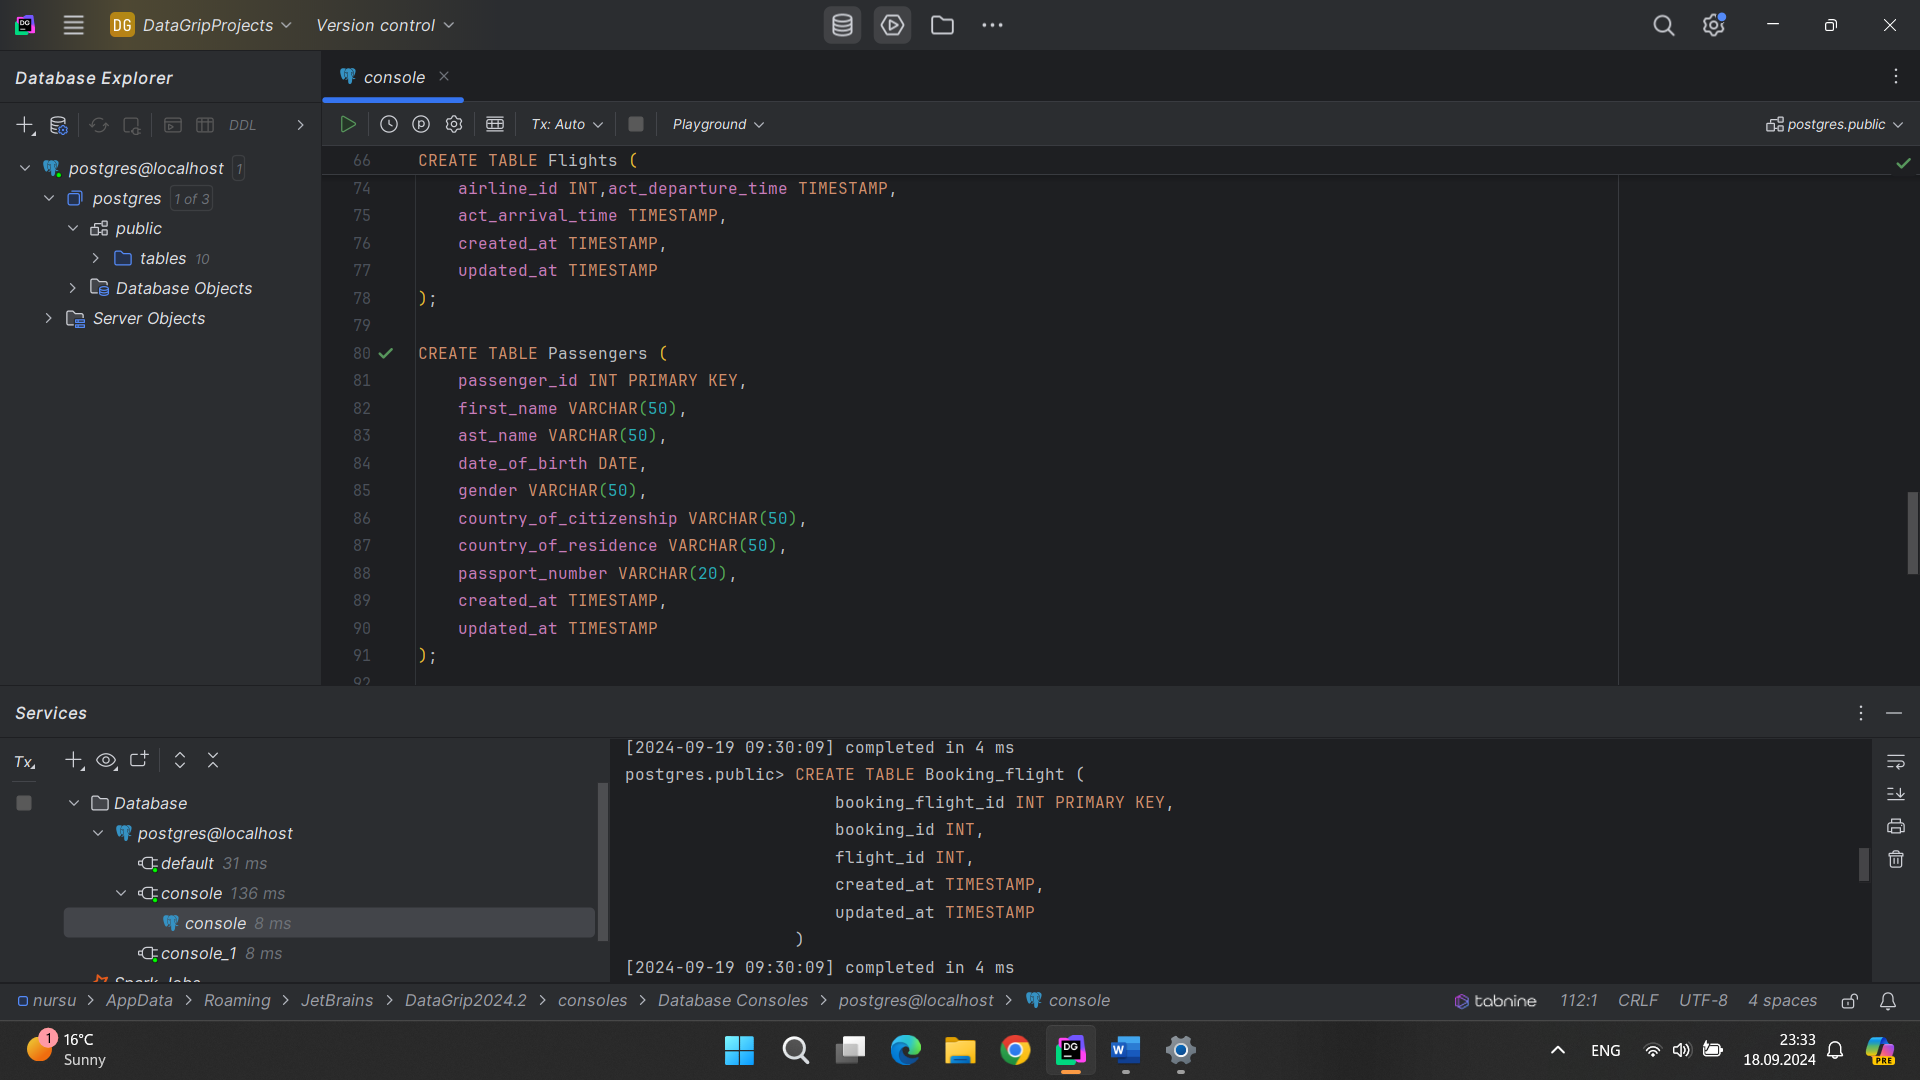 DG DataGripProjects Version control
Database Explorer
console
DDL
Tx: Auto Playground postgres.public
postgres@localhost 1
postgres 1 of 3
public
tables 10
Database Objects
Server Objects
66 CREATE TABLE Flights (
74 airline_id INT,act_departure_time TIMESTAMP,
75 act_arrival_time TIMESTAMP,
76 created_at TIMESTAMP,
77 updated_at TIMESTAMP
78 );
79
80 CREATE TABLE Passengers (
81 passenger_id INT PRIMARY KEY,
82 first_name VARCHAR(50),
83 ast_name VARCHAR(50),
84 date_of_birth DATE,
85 gender VARCHAR(50),
86 country_of_citizenship VARCHAR(50),
87 country_of_residence VARCHAR(50),
88 passport_number VARCHAR(20),
89 created_at TIMESTAMP,
90 updated_at TIMESTAMP
91 );
92
Services
Tx
Database
postgres@localhost
default 31 ms
console 136 ms
console 8 ms
console_1 8 ms
Spark Jobs
[2024-09-19 09:30:09] completed in 4 ms
postgres.public> CREATE TABLE Booking_flight (
booking_flight_id INT PRIMARY KEY,
booking_id INT,
flight_id INT,
created_at TIMESTAMP,
updated_at TIMESTAMP
)
[2024-09-19 09:30:09] completed in 4 ms
nursu > AppData > Roaming > JetBrains > DataGrip2024.2 > consoles > Database Consoles > postgres@localhost > console
tabnine 112:1 CRLF UTF-8 4 spaces
1 16°C
Sunny
ENG
23:33
18.09.2024
PRE